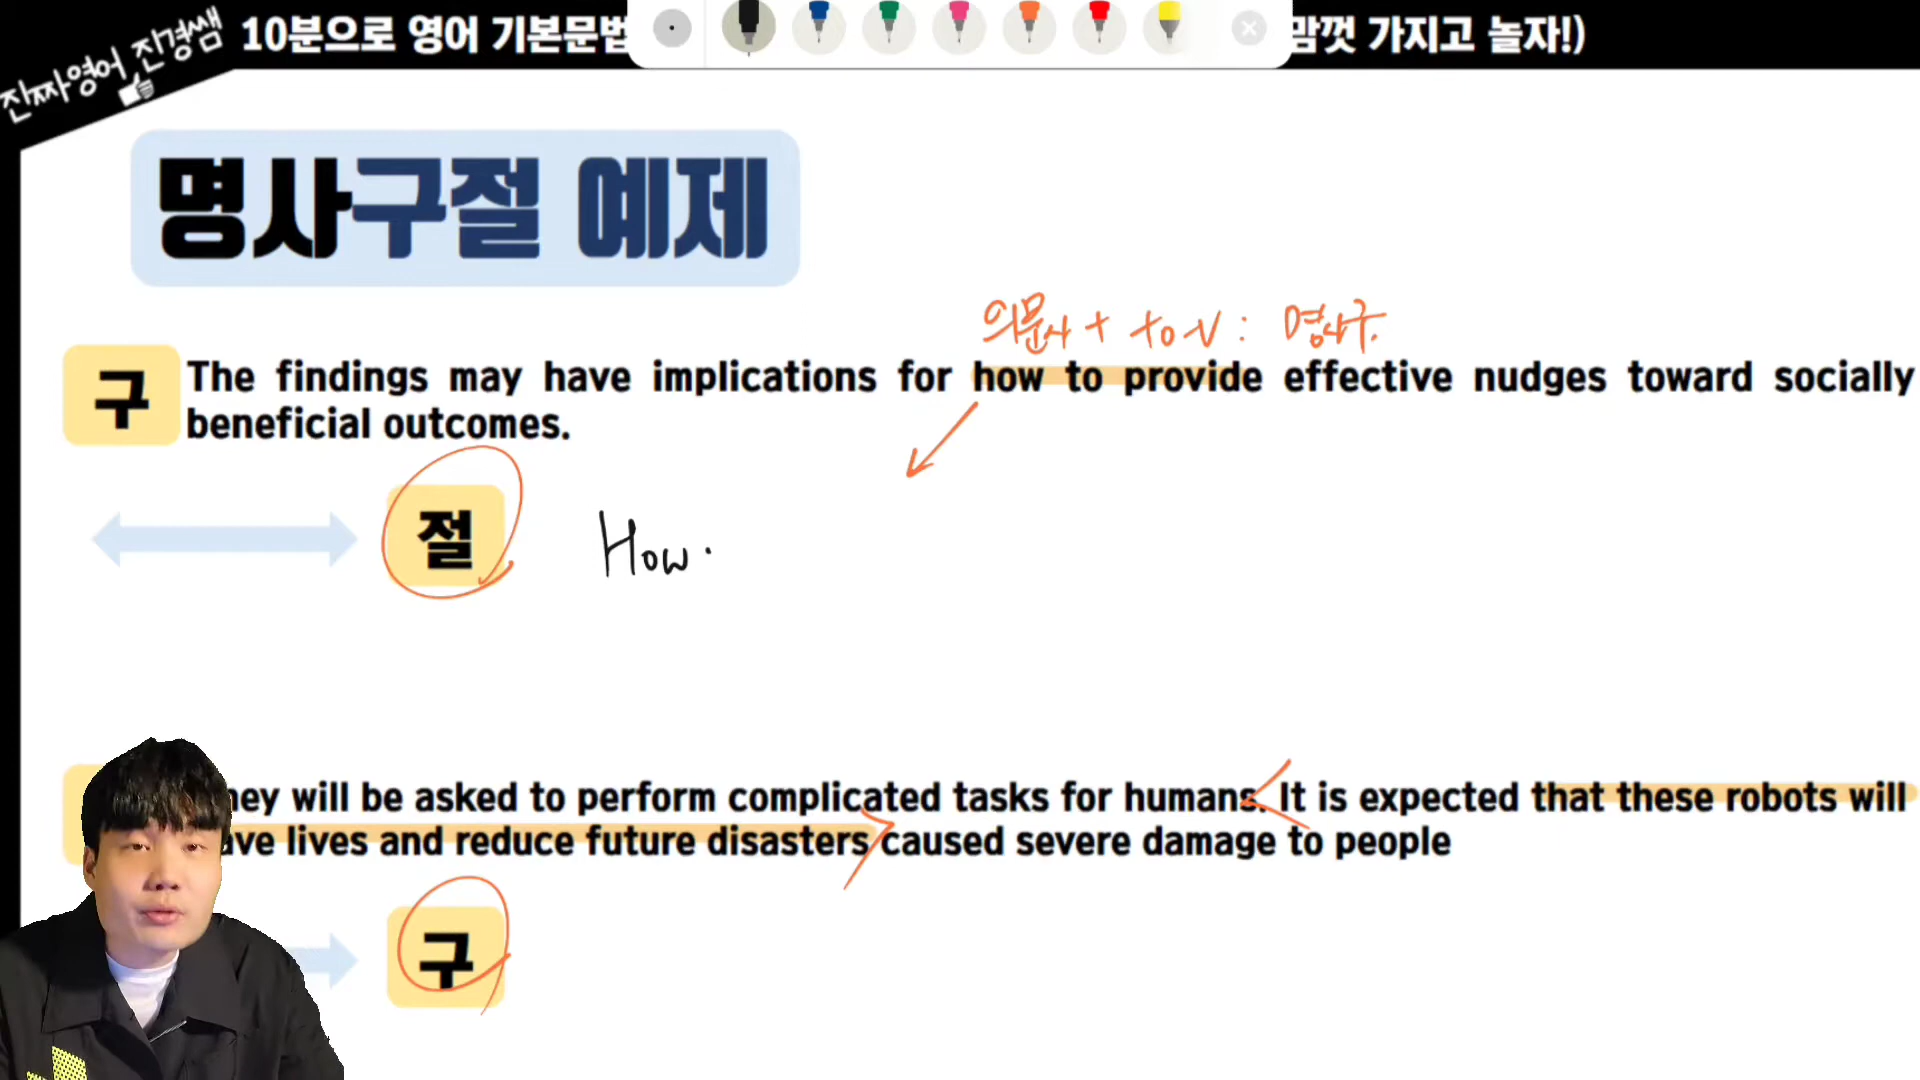 진짜영어 진경쌤
10분으로 영어 기본문법
맘껏 가지고 놀자!)
명사구절 예제
의문사 + to V : 명사구.
구
The findings may have implications for how to provide effective nudges toward socially
beneficial outcomes.
절
How
hey will be asked to perform complicated tasks for humans. It is expected that these robots will
ave lives and reduce future disasters caused severe damage to people
구